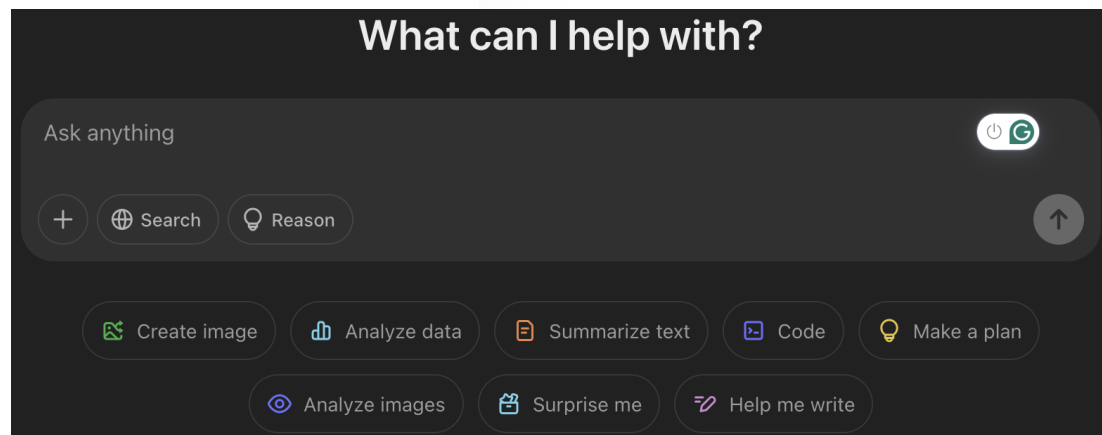 What can I help with?
Ask anything
Search Reason
Create image Analyze data Summarize text Code Make a plan
Analyze images Surprise me Help me write